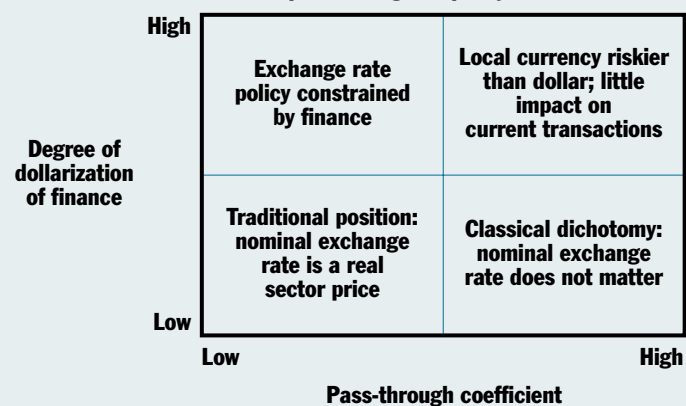 High
Exchange rate
policy constrained
by finance
Local currency riskier
than dollar; little
impact on
current transactions
Degree of
dollarization
of finance
Traditional position:
nominal exchange
rate is a real
sector price
Classical dichotomy:
nominal exchange
rate does not matter
Low
Low
High
Pass-through coefficient